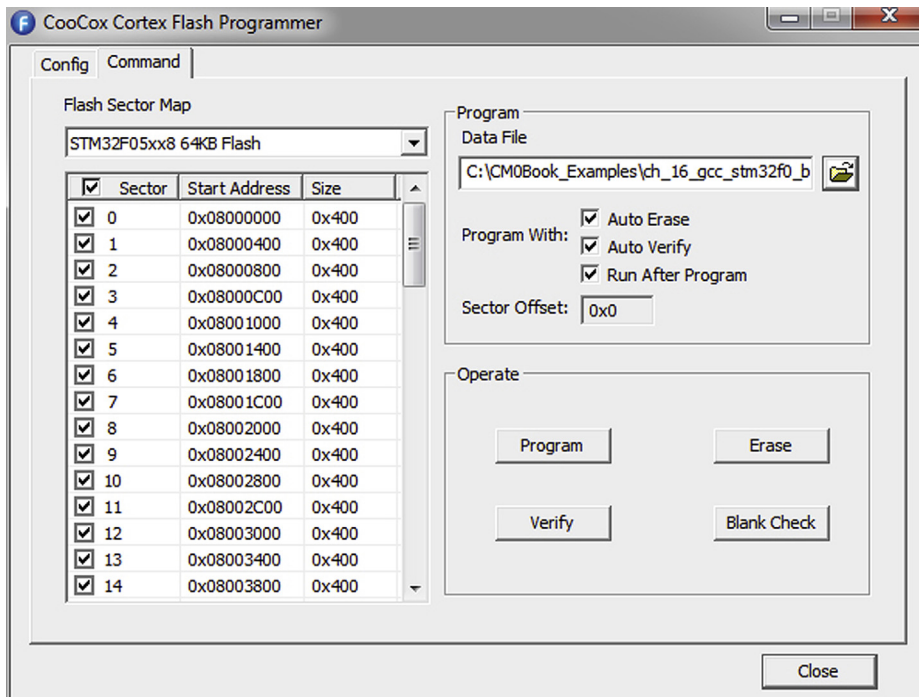 CooCox Cortex Flash Programmer
Config Command
Flash Sector Map
STM32F05xx8 64KB Flash
Sector Start Address Size
0 0x08000000 0x400
1 0x08000400 0x400
2 0x08000800 0x400
3 0x08000C00 0x400
4 0x08001000 0x400
5 0x08001400 0x400
6 0x08001800 0x400
7 0x08001C00 0x400
8 0x08002000 0x400
9 0x08002400 0x400
10 0x08002800 0x400
11 0x08002C00 0x400
12 0x08003000 0x400
13 0x08003400 0x400
14 0x08003800 0x400
Program
Data File
C:\CM0Book_Examples\ch_16_gcc_stm32f0_b
Program With:
Auto Erase
Auto Verify
Run After Program
Sector Offset: 0x0
Operate
Program Erase
Verify Blank Check
Close